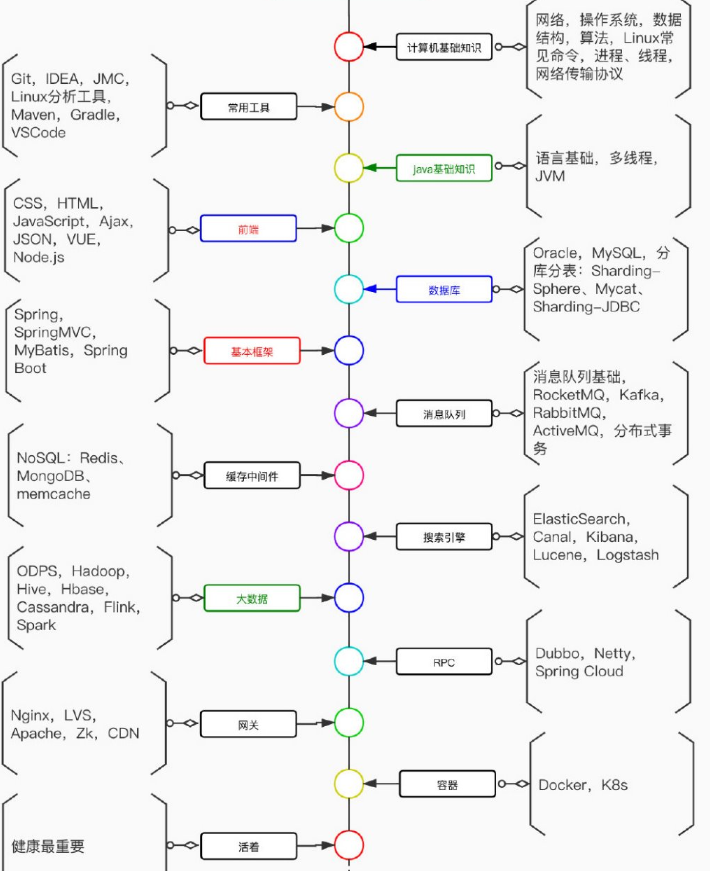 计算机基础知识
网络，操作系统，数据
结构，算法，Linux常
见命令，进程、线程，
网络传输协议
Git，IDEA，JMC，
Linux分析工具，
Maven，Gradle，
VSCode
常用工具
java基础知识
语言基础，多线程，
JVM
CSS，HTML，
JavaScript，Ajax，
JSON，VUE，
Node.js
前端
数据库
Oracle，MySQL，分
库分表：Sharding-
Sphere、Mycat、
Sharding-JDBC
Spring，
SpringMVC，
MyBatis，Spring
Boot
基本框架
消息队列
消息队列基础，
RocketMQ，Kafka，
RabbitMQ，
ActiveMQ，分布式事
务
NoSQL：Redis、
MongoDB、
memcache
缓存中间件
搜索引擎
ElasticSearch，
Canal，Kibana，
Lucene，Logstash
ODPS，Hadoop，
Hive，Hbase，
Cassandra，Flink，
Spark
大数据
RPC
Dubbo，Netty，
Spring Cloud
Nginx，LVS，
Apache，Zk，CDN
网关
容器
Docker，K8s
健康最重要
活着